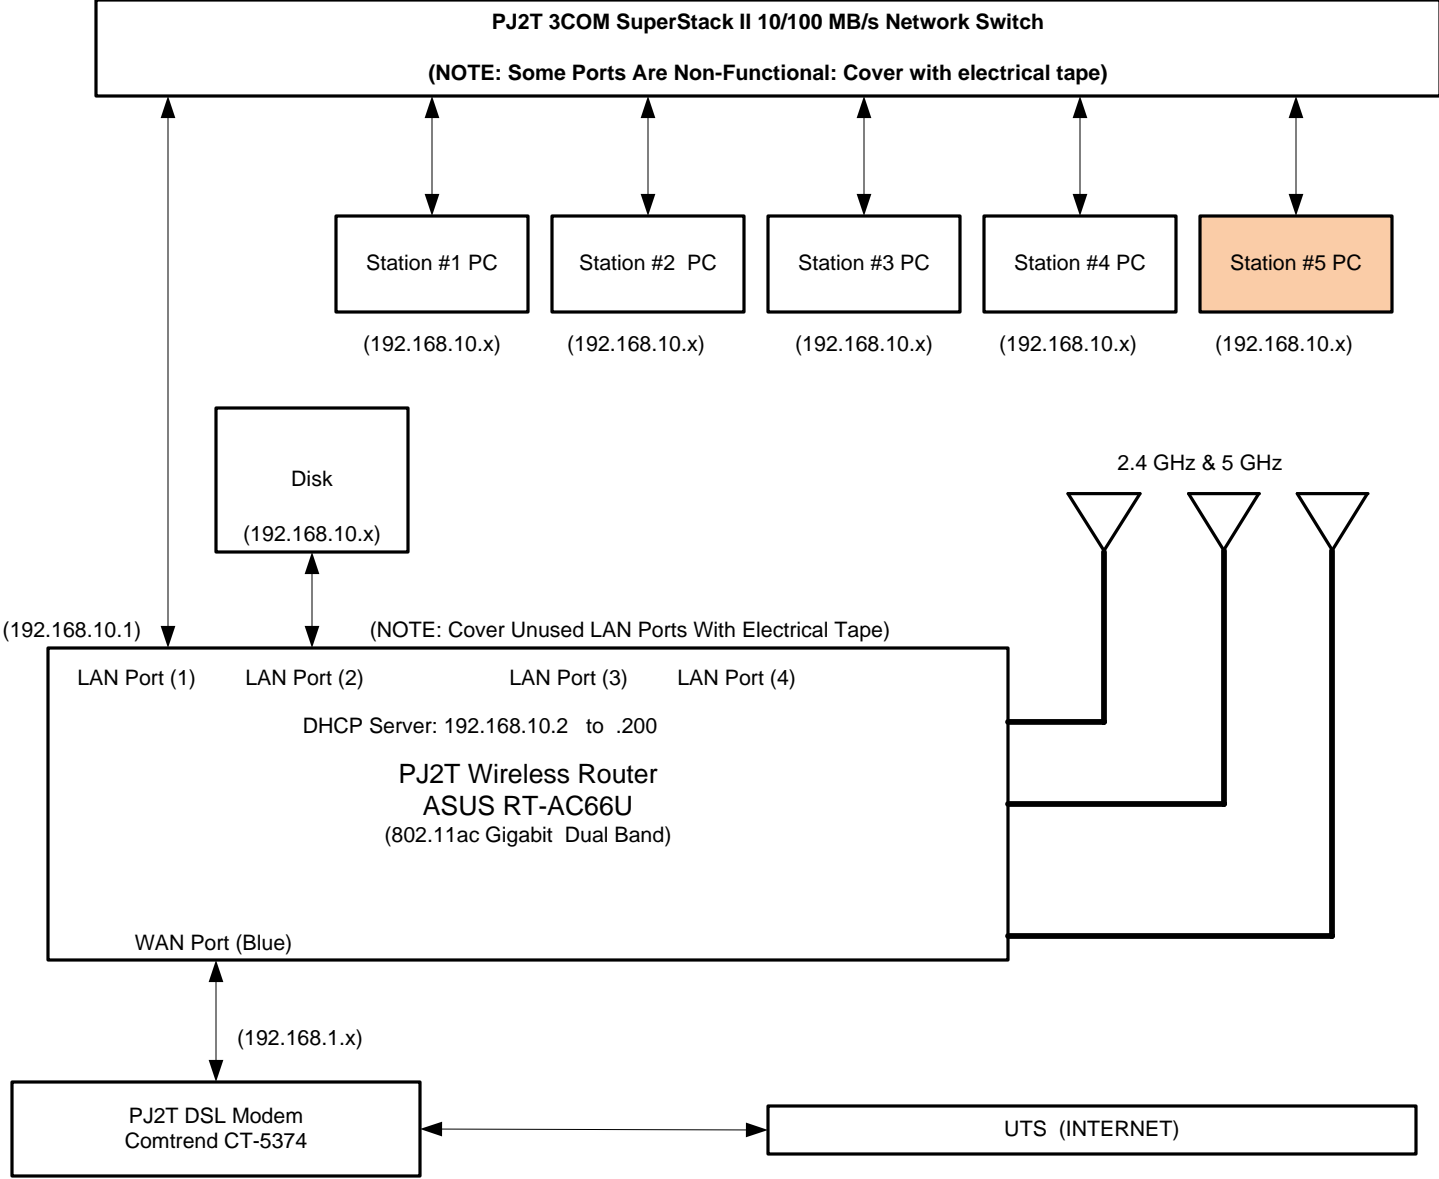 PJ2T 3COM SuperStack II 10/100 MB/s Network Switch
(NOTE: Some Ports Are Non-Functional: Cover with electrical tape)
Station #1 PC
Station #2 PC
Station #3 PC
Station #4 PC
Station #5 PC
(192.168.10.x)
(192.168.10.x)
(192.168.10.x)
(192.168.10.x)
(192.168.10.x)
Disk
(192.168.10.x)
2.4 GHz & 5 GHz
(192.168.10.1)
(NOTE: Cover Unused LAN Ports With Electrical Tape)
LAN Port (1)
LAN Port (2)
LAN Port (3)
LAN Port (4)
DHCP Server: 192.168.10.2 to .200
PJ2T Wireless Router
ASUS RT-AC66U
(802.11ac Gigabit Dual Band)
WAN Port (Blue)
(192.168.1.x)
PJ2T DSL Modem
Comtrend CT-5374
UTS (INTERNET)